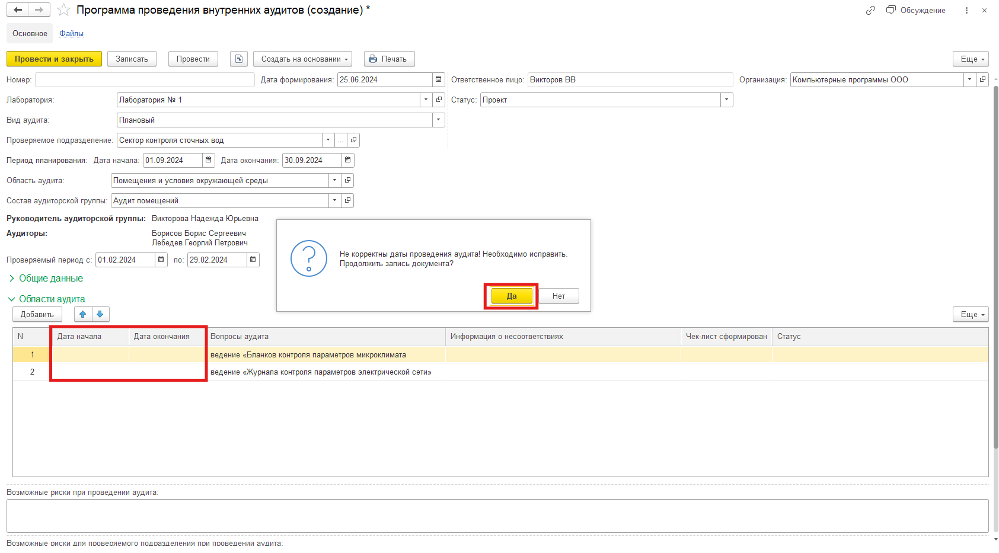 Программа проведения внутренних аудитов (создание) *
Обсуждение
Основное Файлы
Провести и закрыть Записать Провести Создать на основании Печать Еще
Номер: Дата формирования: 25.06.2024 Ответственное лицо: Викторов ВВ Организация: Компьютерные программы ООО
Лаборатория: Лаборатория № 1 Статус: Проект
Вид аудита: Плановый
Проверяемое подразделение: Сектор контроля сточных вод ...
Период планирования: Дата начала: 01.09.2024 Дата окончания: 30.09.2024
Область аудита: Помещения и условия окружающей среды
Состав аудиторской группы: Аудит помещений
Руководитель аудиторской группы: Викторова Надежда Юрьевна
Аудиторы: Борисов Борис Сергеевич
Лебедев Георгий Петрович
Проверяемый период с: 01.02.2024 по: 29.02.2024
Не корректны даты проведения аудита! Необходимо исправить.
Продолжить запись документа?
Да Нет
Общие данные
Области аудита
Добавить Еще
N Дата начала Дата окончания Вопросы аудита Информация о несоответствиях Чек-лист сформирован Статус
1 ведение «Бланков контроля параметров микроклимата
2 ведение «Журнала контроля параметров электрической сети»
Возможные риски при проведении аудита:
Возможные риски для проверяемого подразделения при проведении аудита: